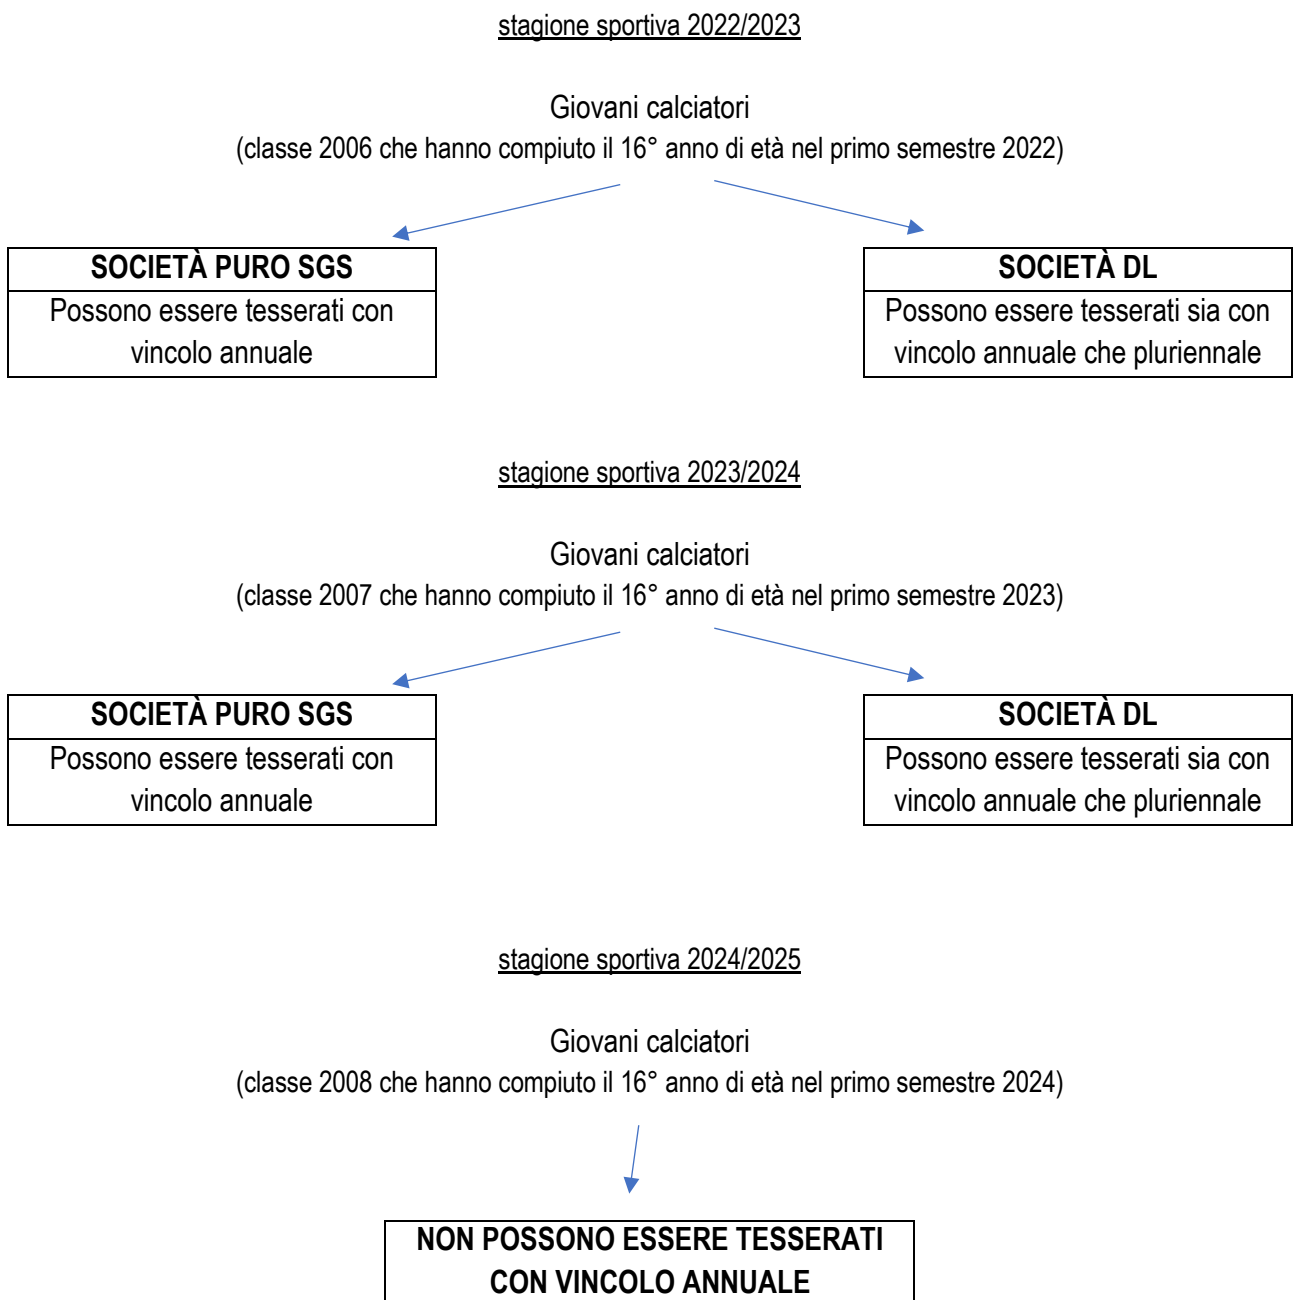 stagione sportiva 2022/2023
Giovani calciatori
(classe 2006 che hanno compiuto il 16° anno di età nel primo semestre 2022)
SOCIETÀ PURO SGS
Possono essere tesserati con
vincolo annuale
SOCIETÀ DL
Possono essere tesserati sia con
vincolo annuale che pluriennale
stagione sportiva 2023/2024
Giovani calciatori
(classe 2007 che hanno compiuto il 16° anno di età nel primo semestre 2023)
SOCIETÀ PURO SGS
Possono essere tesserati con
vincolo annuale
SOCIETÀ DL
Possono essere tesserati sia con
vincolo annuale che pluriennale
stagione sportiva 2024/2025
Giovani calciatori
(classe 2008 che hanno compiuto il 16° anno di età nel primo semestre 2024)
NON POSSONO ESSERE TESSERATI
CON VINCOLO ANNUALE